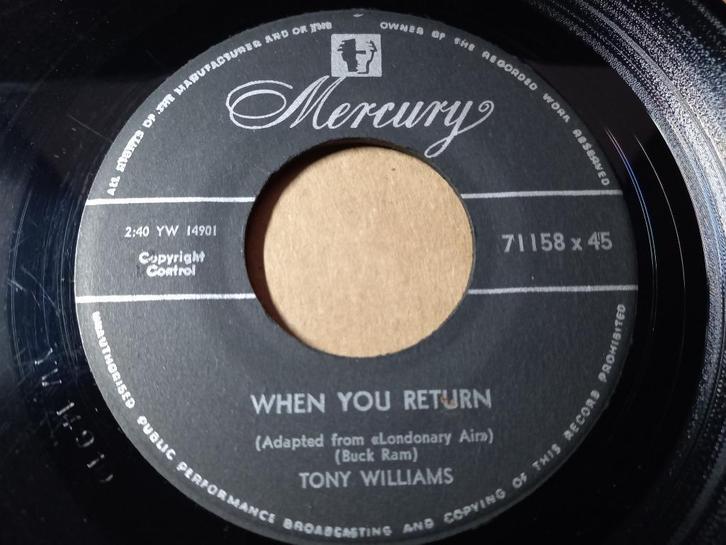 ALL RIGHTS OF THE MANUFACTURER AND OF THE OWNER OF THE RECORDED WORK RESERVED
Mercury
2:40 YW 14901
Copyright
Control
71158 x 45
WHEN YOU RETURN
(Adapted from «Londonary Air»)
(Buck Ram)
TONY WILLIAMS
UNAUTHORISED PUBLIC PERFORMANCE BROADCASTING AND COPYING OF THIS RECORD PROHIBITED